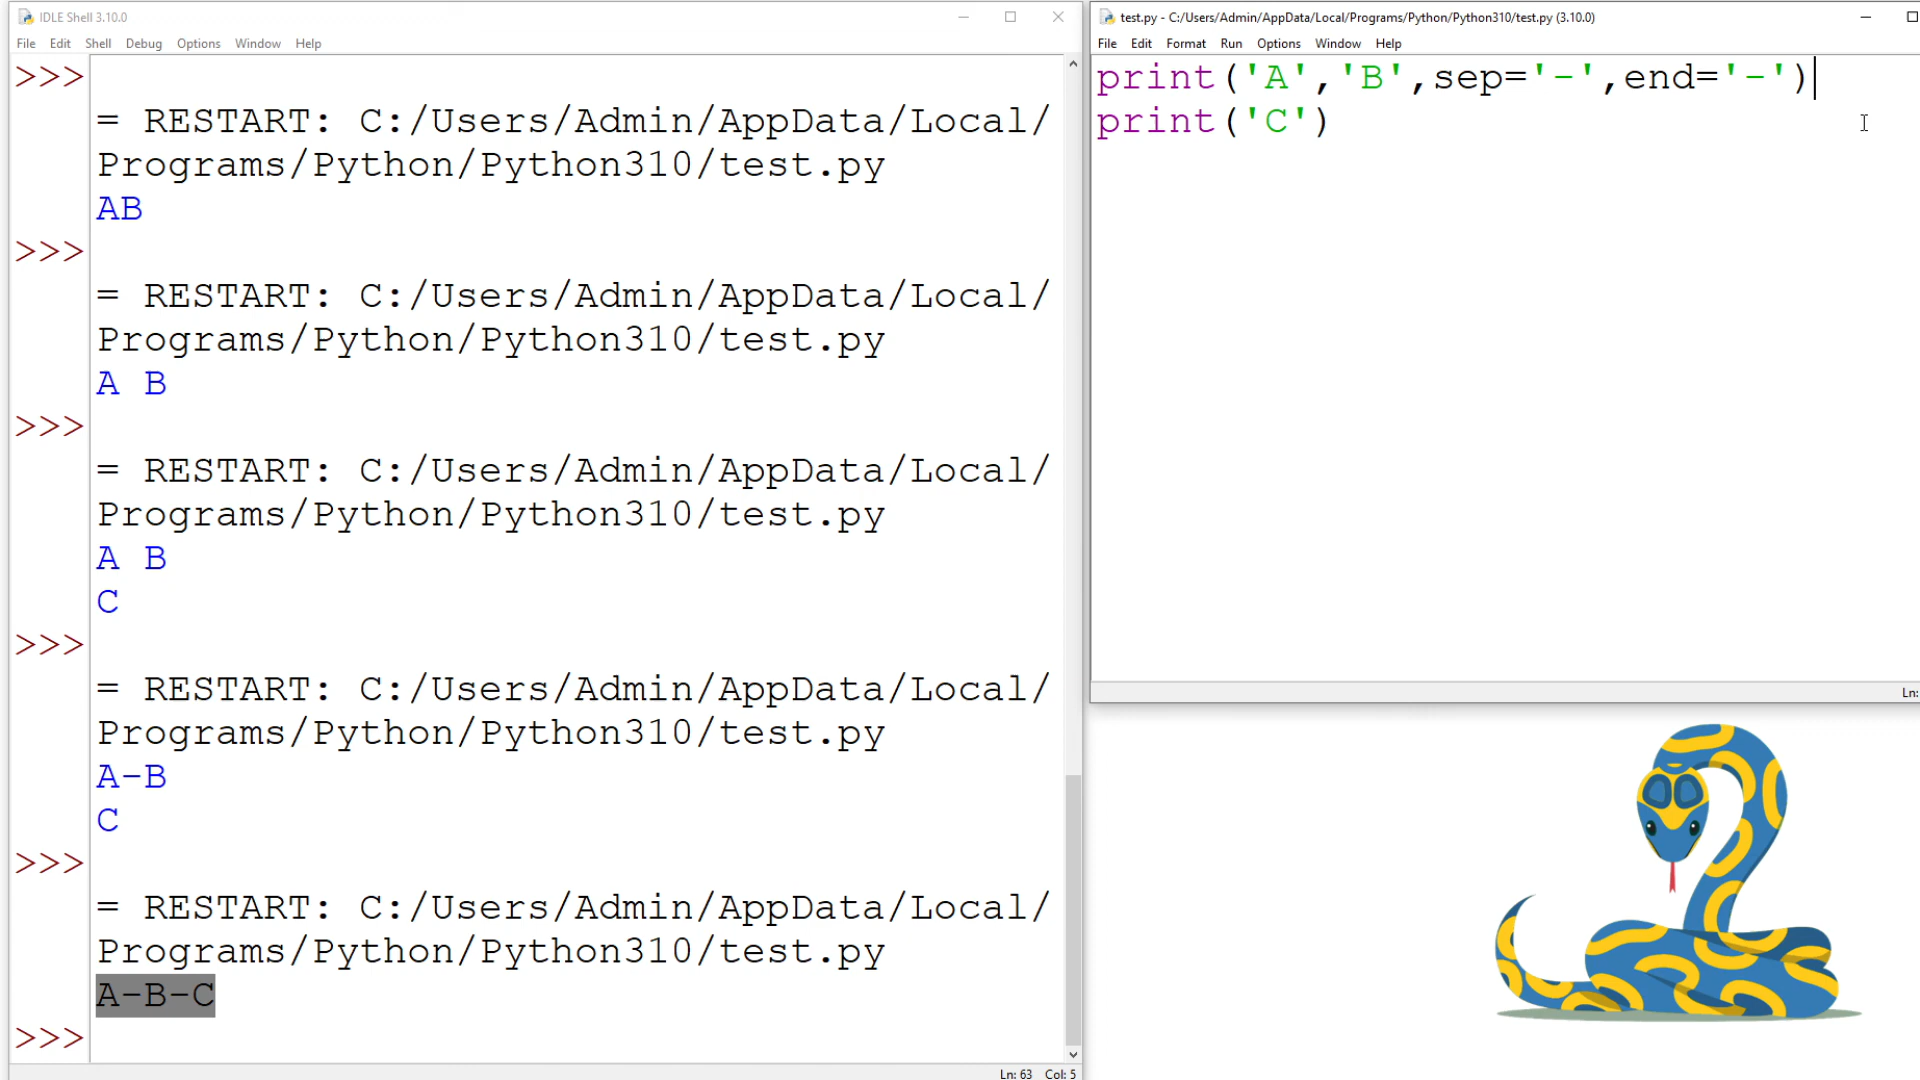 IDLE Shell 3.10.0
File Edit Shell Debug Options Window Help
>>>
= RESTART: C:/Users/Admin/AppData/Local/
Programs/Python/Python310/test.py
AB
>>>
= RESTART: C:/Users/Admin/AppData/Local/
Programs/Python/Python310/test.py
A B
>>>
= RESTART: C:/Users/Admin/AppData/Local/
Programs/Python/Python310/test.py
A B
C
>>>
= RESTART: C:/Users/Admin/AppData/Local/
Programs/Python/Python310/test.py
A-B
C
>>>
= RESTART: C:/Users/Admin/AppData/Local/
Programs/Python/Python310/test.py
A-B-C
>>>
Ln: 63 Col: 5
test.py - C:/Users/Admin/AppData/Local/Programs/Python/Python310/test.py (3.10.0)
File Edit Format Run Options Window Help
print('A','B',sep='-',end='-')
print('C')
Ln: